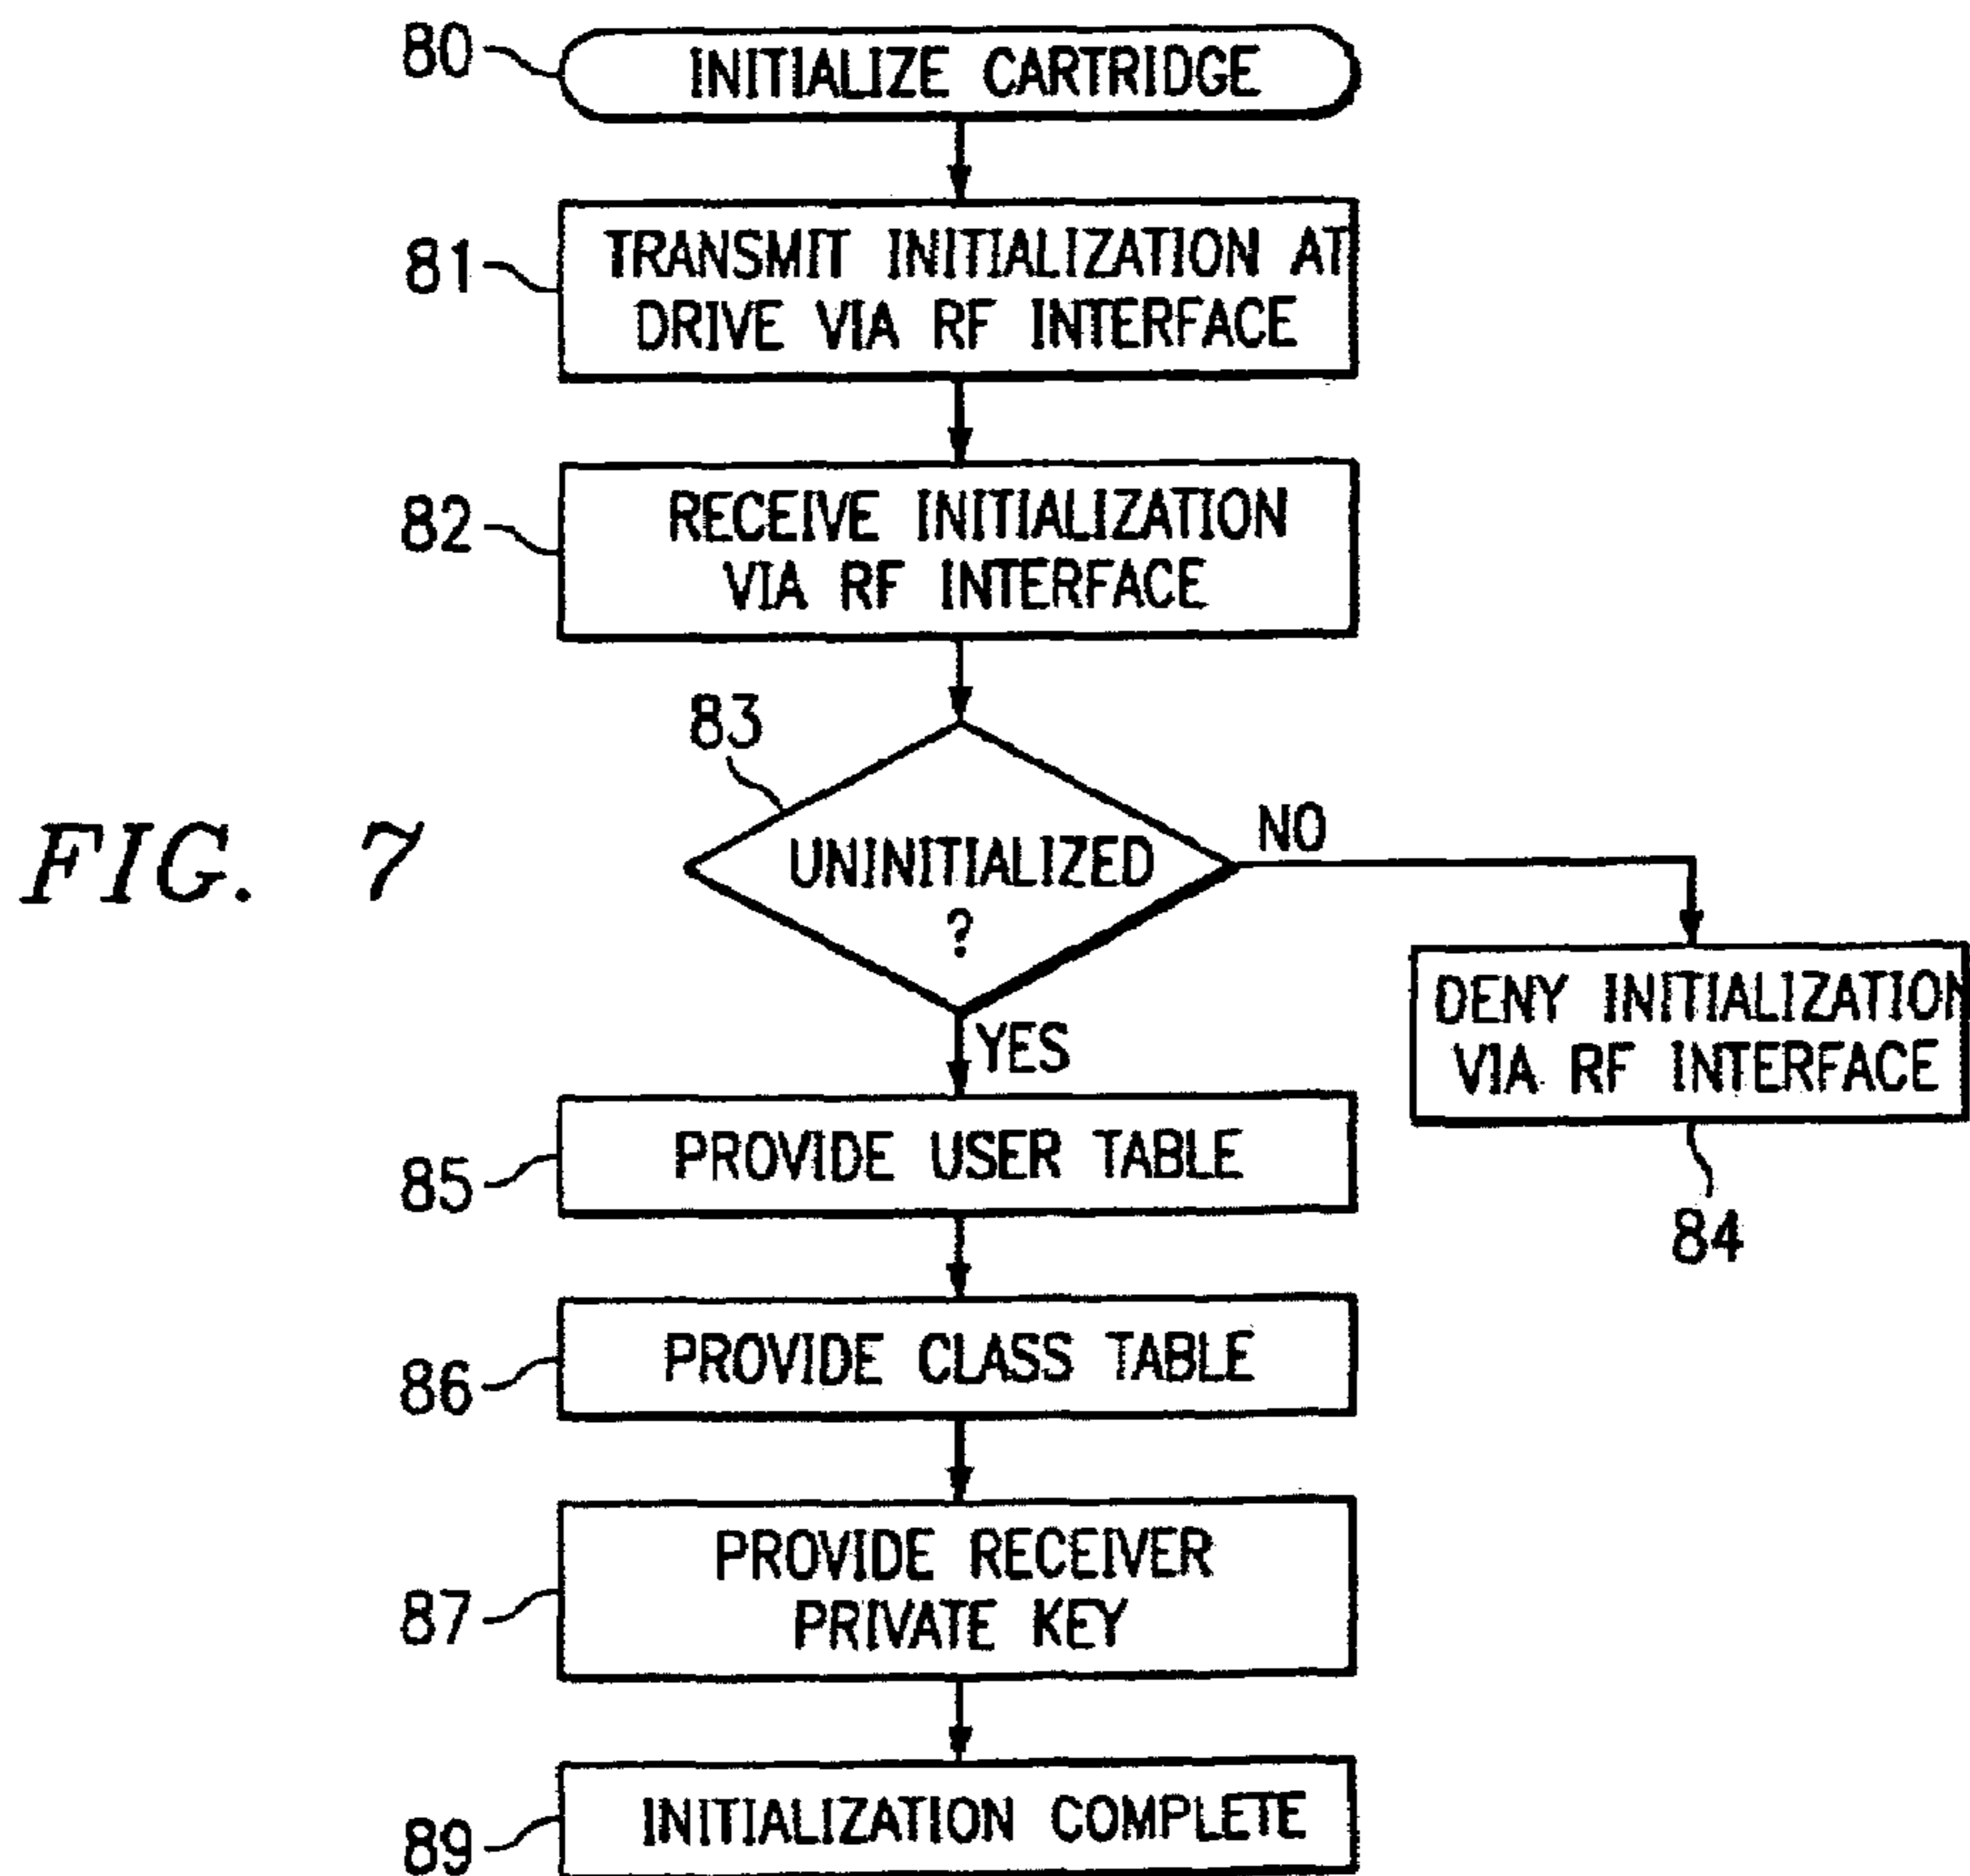 80
INITIALIZE CARTRIDGE
81
TRANSMIT INITIALIZATION AT
DRIVE VIA RF INTERFACE
82
RECEIVE INITIALIZATION
VIA RF INTERFACE
83
UNINITIALIZED
?
NO
FIG. 7
DENY INITIALIZATION
VIA RF INTERFACE
84
YES
85
PROVIDE USER TABLE
86
PROVIDE CLASS TABLE
87
PROVIDE RECEIVER
PRIVATE KEY
89
INITIALIZATION COMPLETE